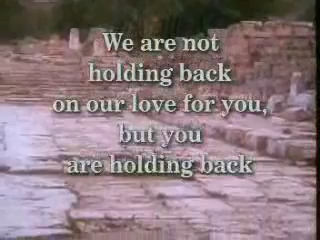 We are not
holding back
on our love for you,
but you
are holding back